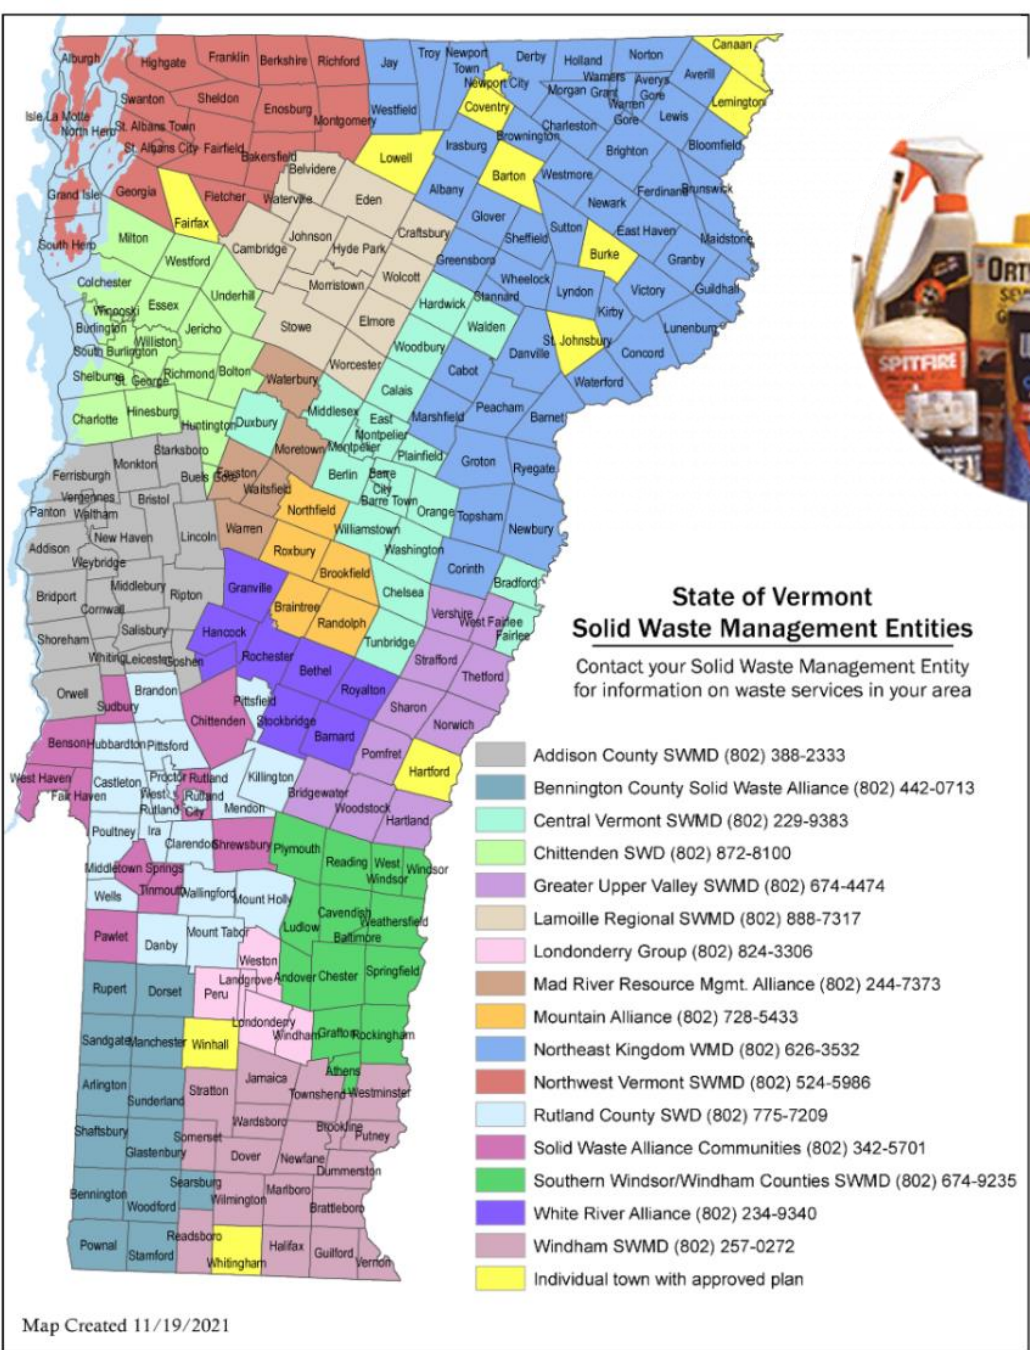 Alburgh
Highgate
Franklin
Berkshire
Richford
Jay
Troy
Newport
Town
Derby
Holland
Norton
Canaan
Newport City
Morgan
Warners
Grant
Averys
Gore
Averill
Lemington
Isle La Motte
North Hero
Swanton
Sheldon
Enosburg
Montgomery
Westfield
Coventry
Brownington
Charleston
Warren
Gore
Lewis
Bloomfield
St. Albans Town
St. Albans City
Fairfield
Bakersfield
Belvidere
Lowell
Irasburg
Barton
Westmore
Brighton
Ferdinand
Brunswick
Grand Isle
Georgia
Fairfax
Fletcher
Waterville
Eden
Albany
Glover
Newark
East Haven
Maidstone
South Hero
Milton
Westford
Cambridge
Johnson
Hyde Park
Craftsbury
Greensboro
Sheffield
Sutton
Burke
Granby
Guildhall
Colchester
Winooski
Essex
Underhill
Morristown
Wolcott
Hardwick
Stannard
Wheelock
Lyndon
Victory
Kirby
Burlington
Williston
Jericho
Stowe
Elmore
Walden
Danville
St. Johnsbury
Concord
Lunenburg
South Burlington
Shelburne
St. George
Richmond
Bolton
Waterbury
Worcester
Woodbury
Cabot
Waterford
Charlotte
Hinesburg
Huntington
Duxbury
Middlesex
Calais
East
Montpelier
Marshfield
Peacham
Barnet
Starksboro
Moretown
Montpelier
Plainfield
Groton
Ryegate
Ferrisburgh
Monkton
Buels Gore
Fayston
Waitsfield
Berlin
Barre
City
Barre Town
Vergennes
Panton
Waltham
Bristol
Northfield
Orange
Topsham
Newbury
Addison
New Haven
Lincoln
Warren
Williamstown
Washington
Roxbury
Weybridge
Bridport
Middlebury
Ripton
Granville
Brookfield
Chelsea
Corinth
Bradford
Cornwall
Braintree
Randolph
Vershire
West Fairlee
Fairlee
Shoreham
Salisbury
Hancock
Tunbridge
Strafford
Whiting
Leicester
Goshen
Rochester
Bethel
Royalton
Thetford
Orwell
Sudbury
Brandon
Pittsfield
Chittenden
Stockbridge
Barnard
Sharon
Norwich
Benson
Hubbardton
Pittsford
Pomfret
Hartford
West Haven
Fair Haven
Castleton
Proctor
Rutland
West
Rutland
Rutland
City
Killington
Mendon
Bridgewater
Woodstock
Hartland
Poultney
Ira
Clarendon
Shrewsbury
Plymouth
Reading
West
Windsor
Windsor
Middletown Springs
Tinmouth
Wells
Wallingford
Mount Holly
Ludlow
Cavendish
Weathersfield
Baltimore
Pawlet
Danby
Mount Tabor
Weston
Landgrove
Andover
Chester
Springfield
Rupert
Dorset
Peru
Londonderry
Windham
Grafton
Rockingham
Sandgate
Manchester
Winhall
Athens
Arlington
Sunderland
Stratton
Jamaica
Townshend
Westminster
Shaftsbury
Glastenbury
Somerset
Wardsboro
Brookline
Putney
Dover
Newfane
Dummerston
Bennington
Woodford
Searsburg
Wilmington
Marlboro
Brattleboro
Pownal
Stamford
Readsboro
Whitingham
Halifax
Guilford
Vernon
SPITFIRE
State of Vermont
Solid Waste Management Entities
Contact your Solid Waste Management Entity
for information on waste services in your area
Addison County SWMD (802) 388-2333
Bennington County Solid Waste Alliance (802) 442-0713
Central Vermont SWMD (802) 229-9383
Chittenden SWD (802) 872-8100
Greater Upper Valley SWMD (802) 674-4474
Lamoille Regional SWMD (802) 888-7317
Londonderry Group (802) 824-3306
Mad River Resource Mgmt. Alliance (802) 244-7373
Mountain Alliance (802) 728-5433
Northeast Kingdom WMD (802) 626-3532
Northwest Vermont SWMD (802) 524-5986
Rutland County SWD (802) 775-7209
Solid Waste Alliance Communities (802) 342-5701
Southern Windsor/Windham Counties SWMD (802) 674-9235
White River Alliance (802) 234-9340
Windham SWMD (802) 257-0272
Individual town with approved plan
Map Created 11/19/2021